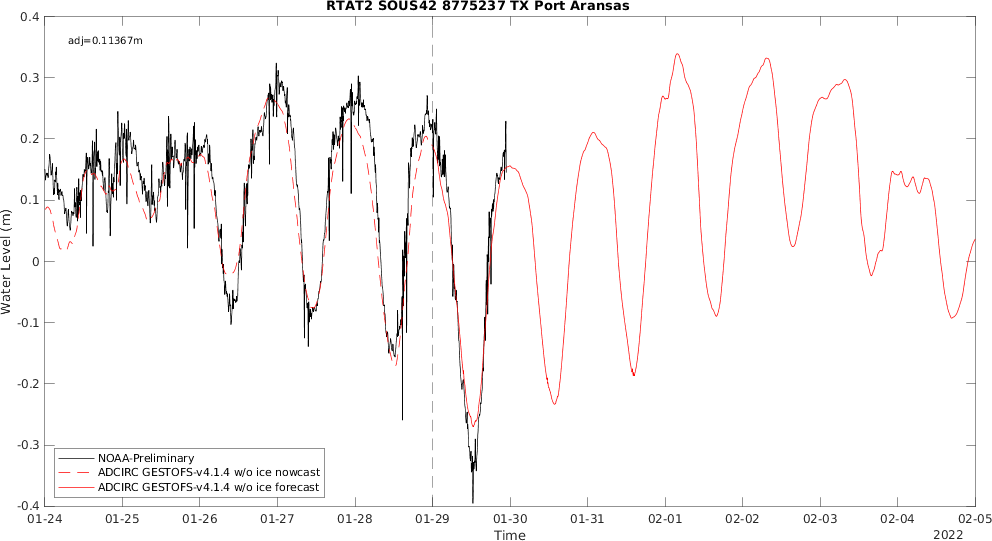 RTAT2 SOUS42 8775237 TX Port Aransas
adj=0.11367m
0.4
0.3
0.2
0.1
0
-0.1
-0.2
-0.3
-0.4
Water Level (m)
NOAA-Preliminary
ADCIRC GESTOFS-v4.1.4 w/o ice nowcast
ADCIRC GESTOFS-v4.1.4 w/o ice forecast
01-24 01-25 01-26 01-27 01-28 01-29 01-30 01-31 02-01 02-02 02-03 02-04 02-05
Time
2022